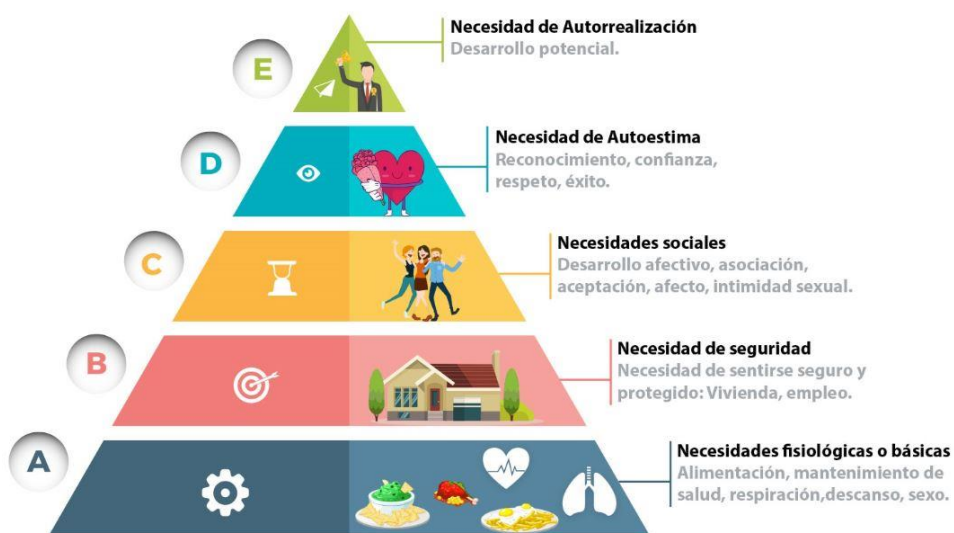 E
Necesidad de Autorrealización
Desarrollo potencial.
D
Necesidad de Autoestima
Reconocimiento, confianza,
respeto, éxito.
C
Necesidades sociales
Desarrollo afectivo, asociación,
aceptación, afecto, intimidad sexual.
B
Necesidad de seguridad
Necesidad de sentirse seguro y
protegido: Vivienda, empleo.
A
Necesidades fisiológicas o básicas
Alimentación, mantenimiento de
salud, respiración,descanso, sexo.